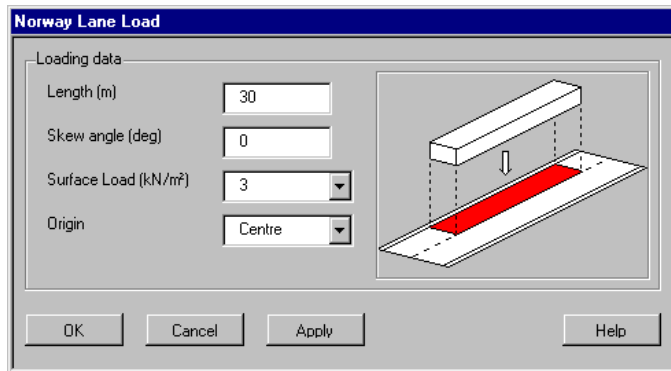 Norway Lane Load
Loading data
Length (m) 30
Skew angle (deg) 0
Surface Load (kN/m²) 3
Origin Centre
OK Cancel Apply Help